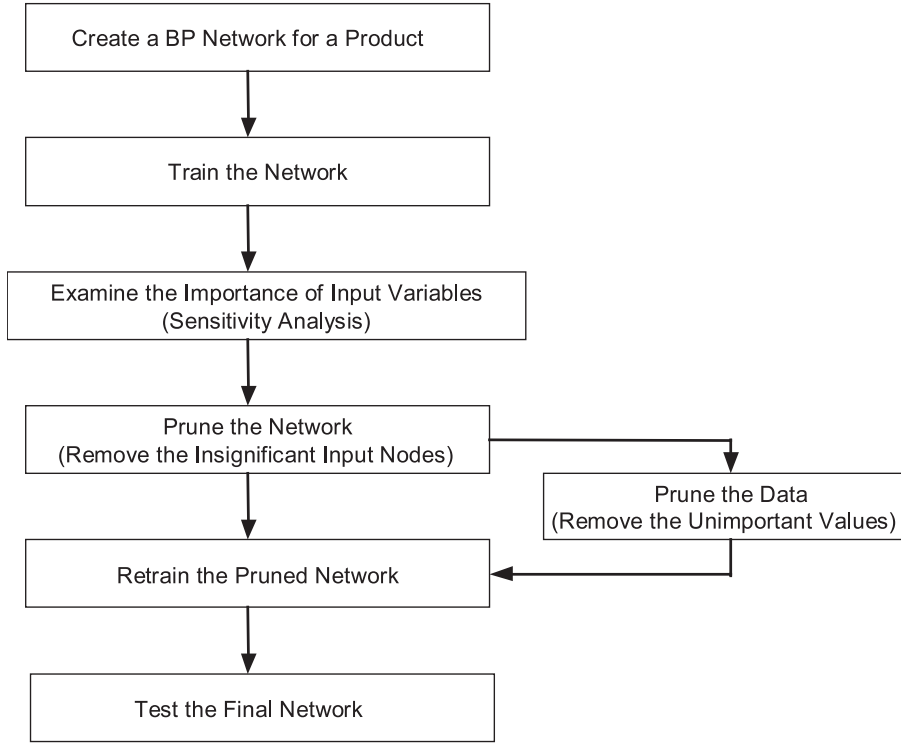 Create a BP Network for a Product
Train the Network
Examine the Importance of Input Variables
(Sensitivity Analysis)
Prune the Network
(Remove the Insignificant Input Nodes)
Prune the Data
(Remove the Unimportant Values)
Retrain the Pruned Network
Test the Final Network